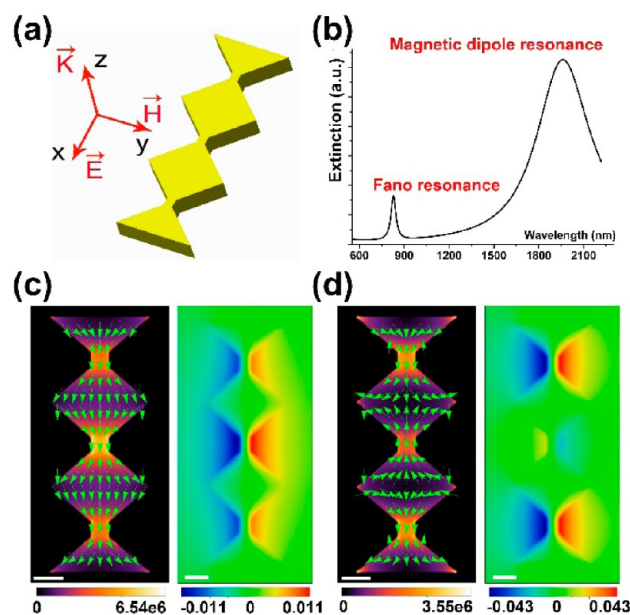 (a)
K
z
H
x
y
E
(b)
Magnetic dipole resonance
Extinction (a.u.)
Fano resonance
Wavelength (nm)
600 900 1200 1500 1800 2100
(c)
(d)
0 6.54e6 -0.011 0 0.011 0 3.55e6 -0.043 0 0.043